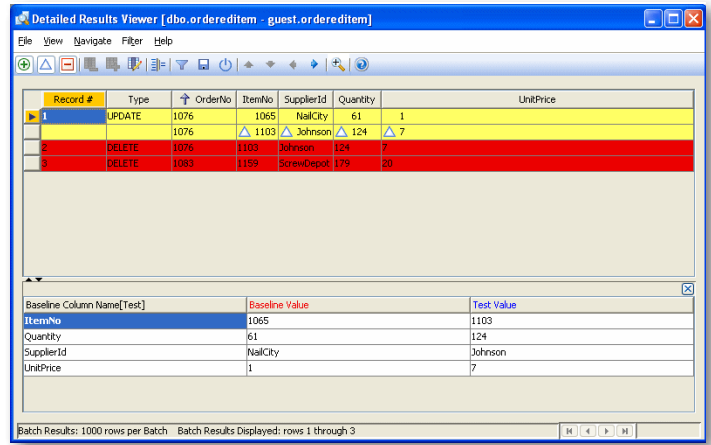 Detailed Results Viewer [dbo.ordereditem - guest.ordereditem]
File View Navigate Filter Help
Record # Type OrderNo ItemNo SupplierId Quantity UnitPrice
1 UPDATE 1076 1065 NailCity 61 1
1076 1103 Johnson 124 7
2 DELETE 1076 1103 Johnson 124 7
3 DELETE 1083 1159 ScrewDepot 179 20
Baseline Column Name[Test] Baseline Value Test Value
ItemNo 1065 1103
Quantity 61 124
SupplierId NailCity Johnson
UnitPrice 1 7
Batch Results: 1000 rows per Batch Batch Results Displayed: rows 1 through 3